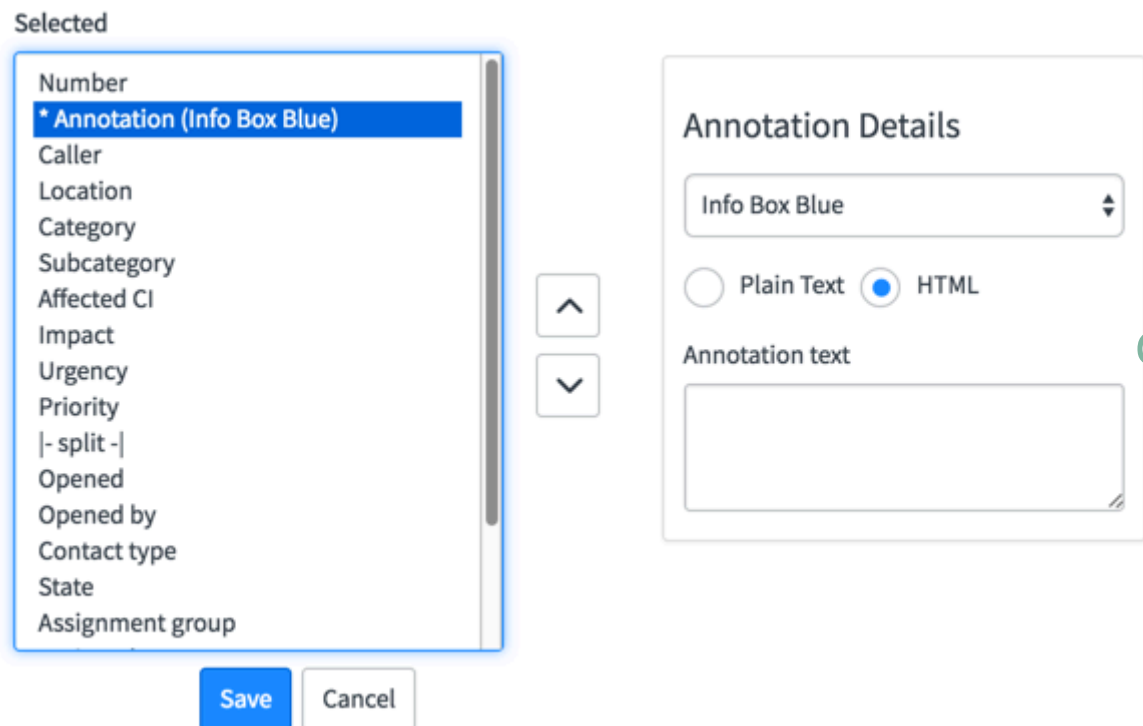 Selected
Number
* Annotation (Info Box Blue)
Caller
Location
Category
Subcategory
Affected CI
Impact
Urgency
Priority
|- split -|
Opened
Opened by
Contact type
State
Assignment group
Save Cancel
Annotation Details
Info Box Blue
Plain Text HTML
Annotation text